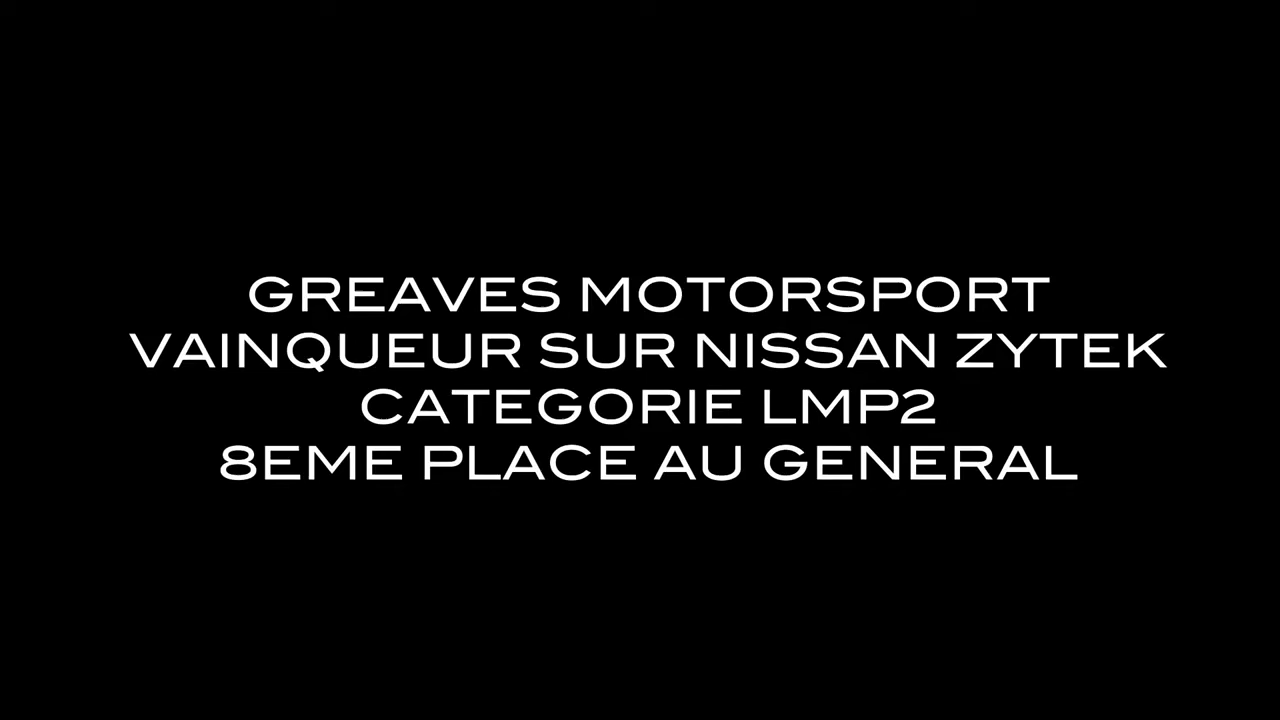 GREAVES MOTORSPORT
VAINQUEUR SUR NISSAN ZYTEK
CATEGORIE LMP2
8EME PLACE AU GENERAL